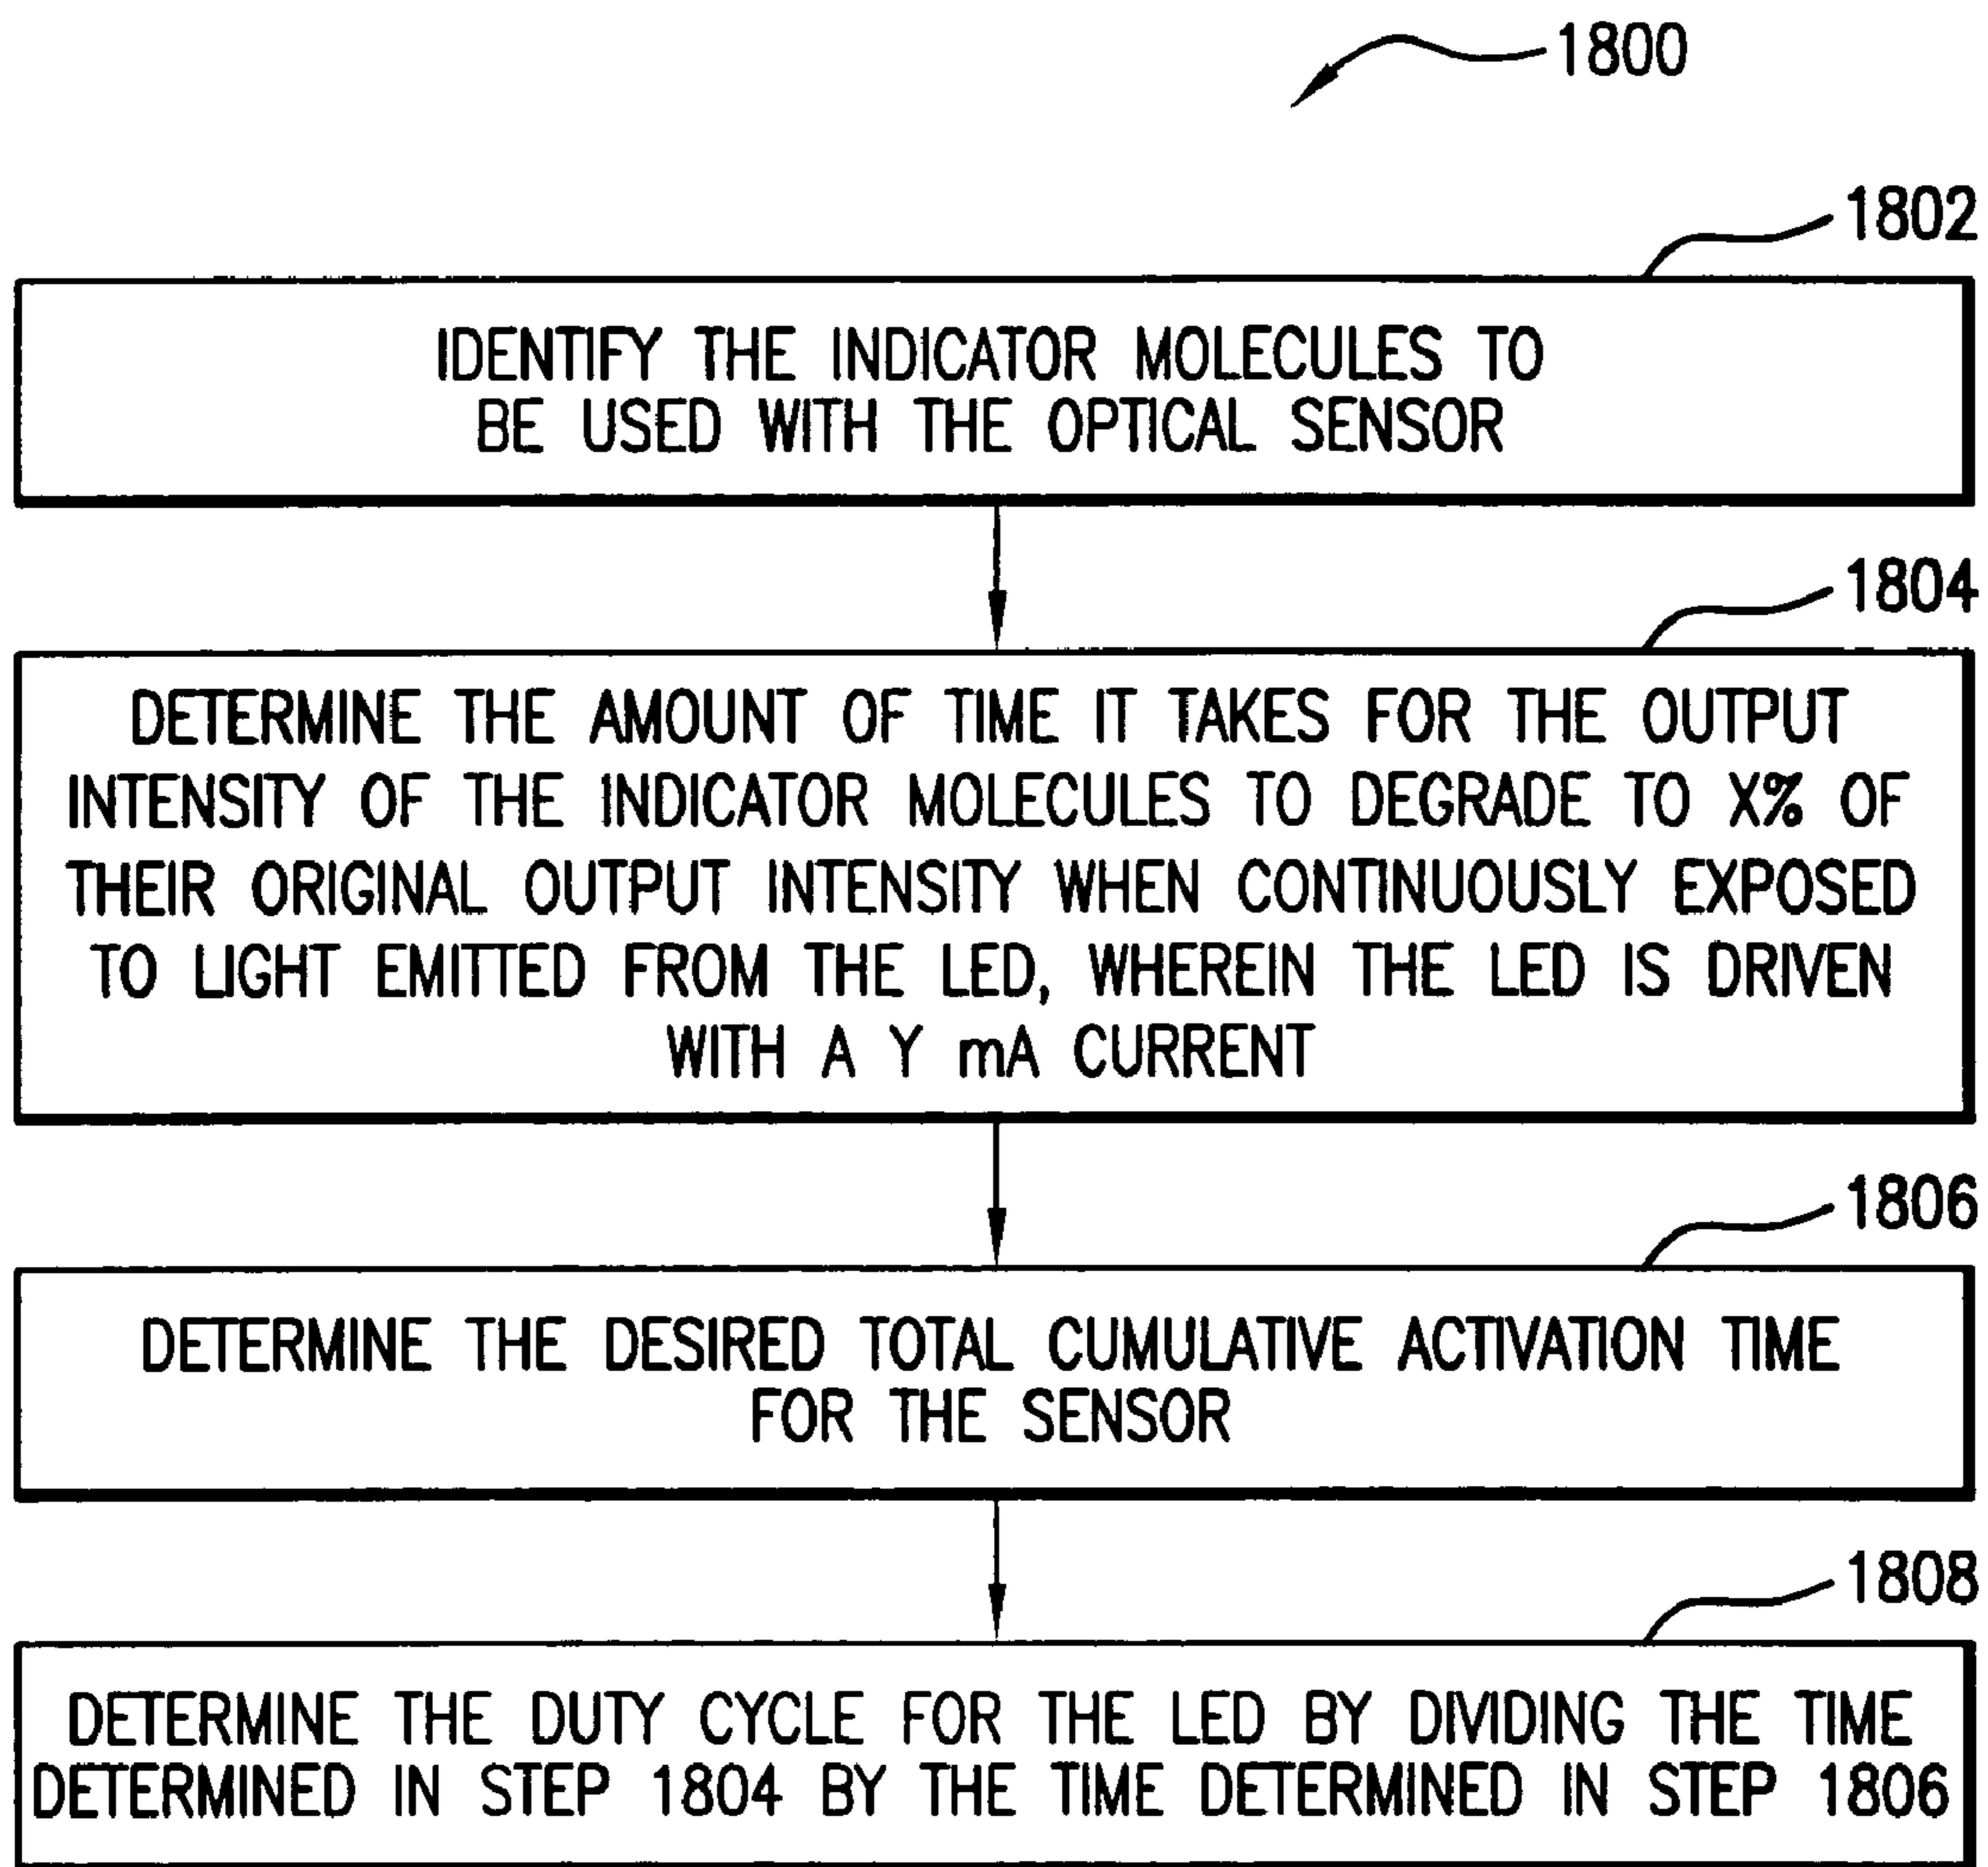 1800
1802
IDENTIFY THE INDICATOR MOLECULES TO
BE USED WITH THE OPTICAL SENSOR
1804
DETERMINE THE AMOUNT OF TIME IT TAKES FOR THE OUTPUT
INTENSITY OF THE INDICATOR MOLECULES TO DEGRADE TO X% OF
THEIR ORIGINAL OUTPUT INTENSITY WHEN CONTINUOUSLY EXPOSED
TO LIGHT EMITTED FROM THE LED, WHEREIN THE LED IS DRIVEN
WITH A Y mA CURRENT
1806
DETERMINE THE DESIRED TOTAL CUMULATIVE ACTIVATION TIME
FOR THE SENSOR
1808
DETERMINE THE DUTY CYCLE FOR THE LED BY DIVIDING THE TIME
DETERMINED IN STEP 1804 BY THE TIME DETERMINED IN STEP 1806